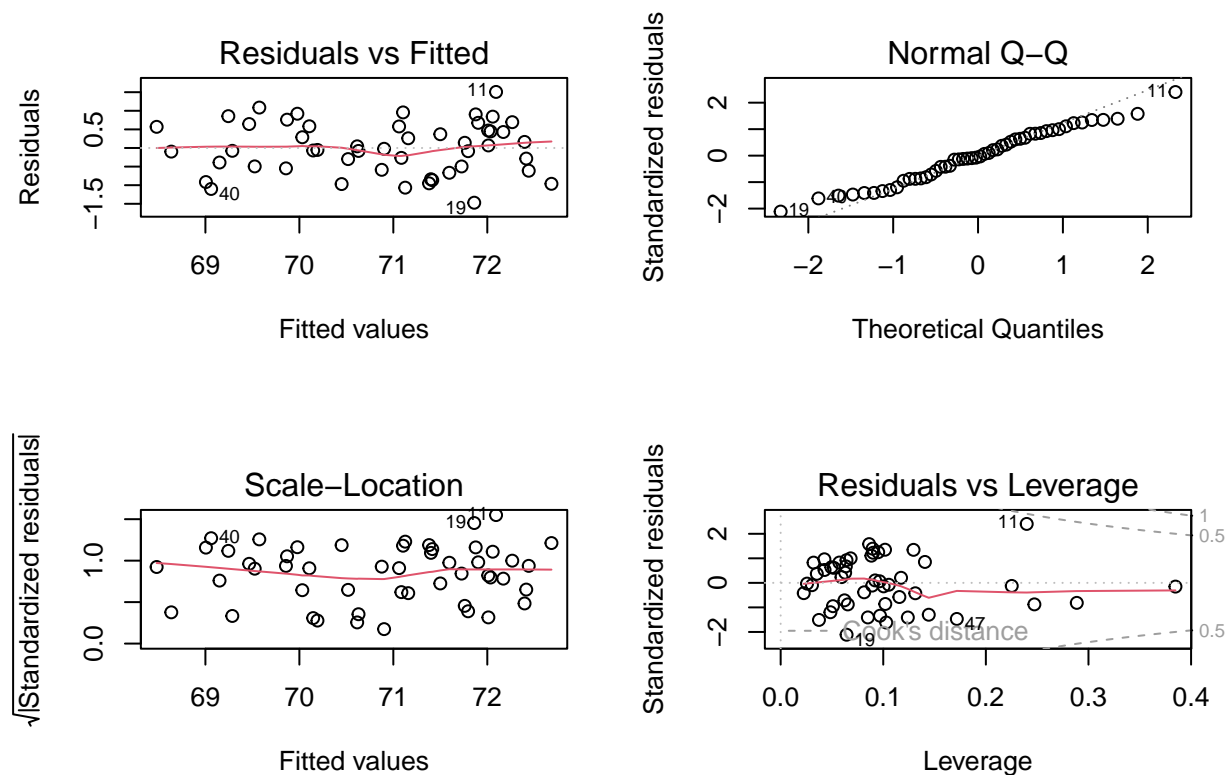 Residuals vs Fitted
Residuals
0.5
−1.5
11
40
19
69 70 71 72
Fitted values
Normal Q−Q
Standardized residuals
2
0
−2
11
19
−2 −1 0 1 2
Theoretical Quantiles
Scale−Location
√|Standardized residuals|
1.0
0.0
40
19
11
69 70 71 72
Fitted values
Residuals vs Leverage
Standardized residuals
2
0
−2
11
1
0.5
47
Cook's distance
0.5
19
0.0 0.1 0.2 0.3 0.4
Leverage